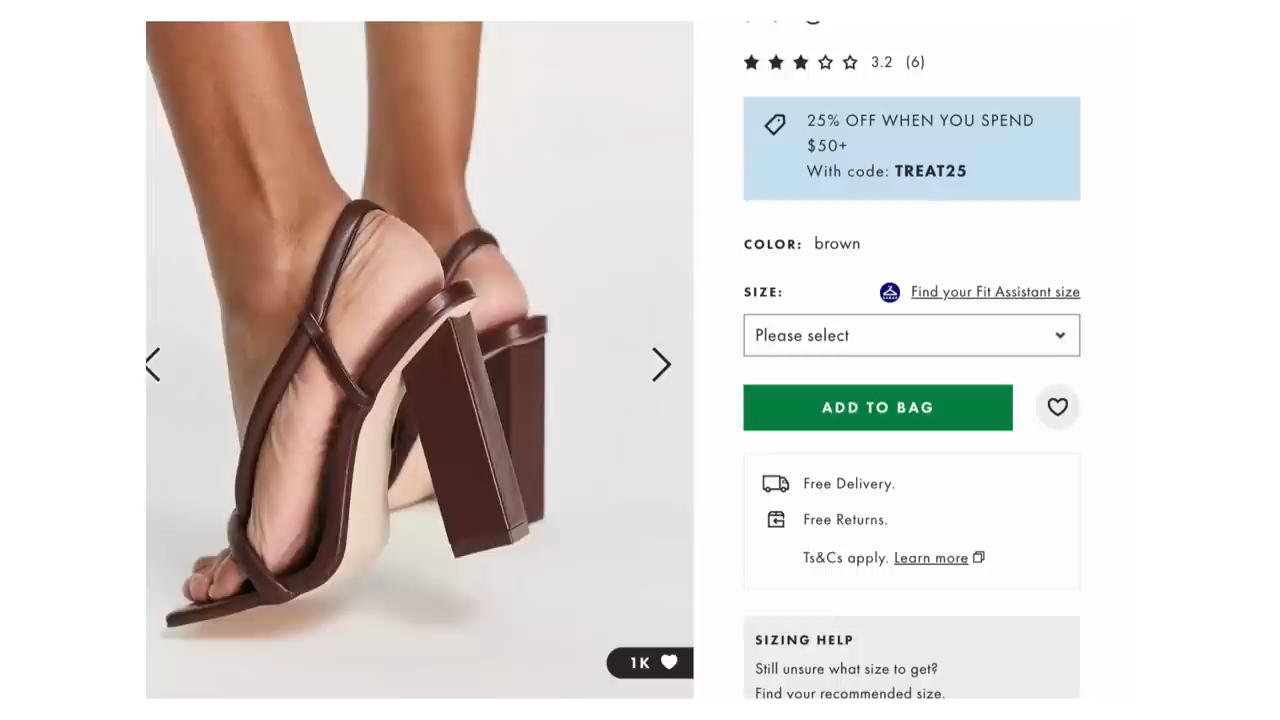 3.2 (6)
25% OFF WHEN YOU SPEND
$50+
With code: TREAT25
COLOR: brown
SIZE:
Find your Fit Assistant size
Please select
ADD TO BAG
Free Delivery.
Free Returns.
Ts&Cs apply. Learn more
1K
SIZING HELP
Still unsure what size to get?
Find your recommended size.